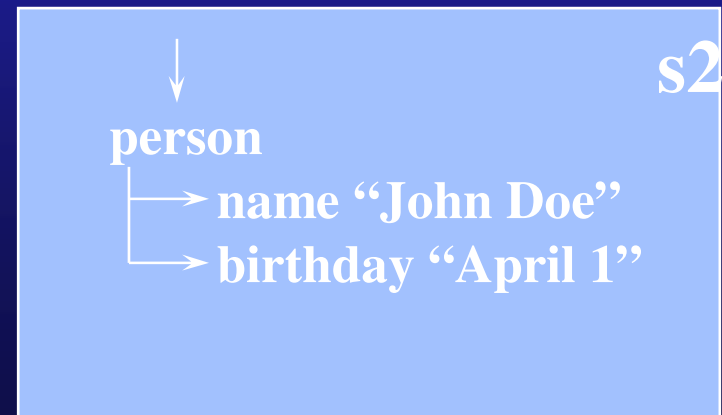 s2
person
name “John Doe”
birthday “April 1”